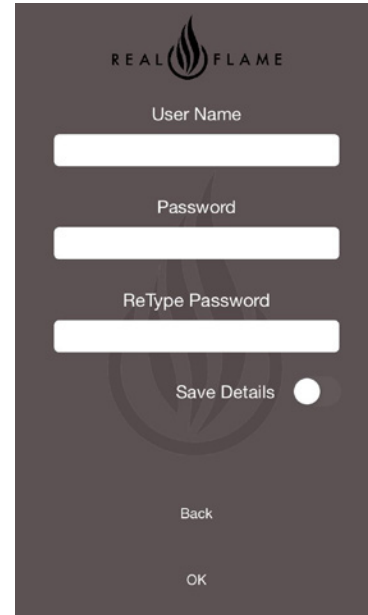 REAL FLAME
User Name
Password
ReType Password
Save Details
Back
OK